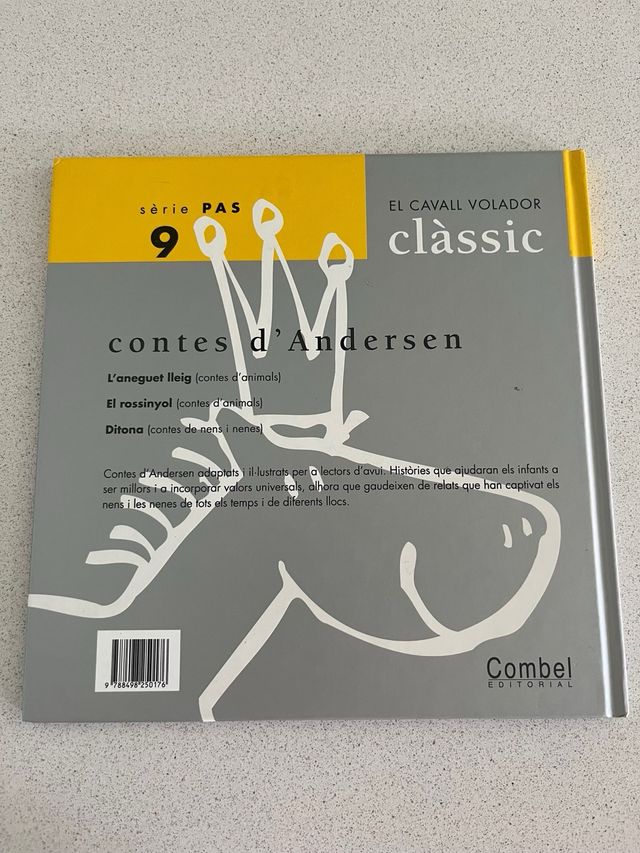 sèrie PAS
9
EL CAVALL VOLADOR
clàssic
contes d'Andersen
L'aneguet lleig (contes d'animals)
El rossinyol (contes d'animals)
Ditona (contes de nens i nenes)
Contes d'Andersen adaptats i il·lustrats per a lectors d'avui. Històries que ajudaran els infants a
ser millors i a incorporar valors universals, alhora que gaudeixen de relats que han captivat els
nens i les nenes de tots els temps i de diferents llocs.
9 788498 250176
Combel
EDITORIAL